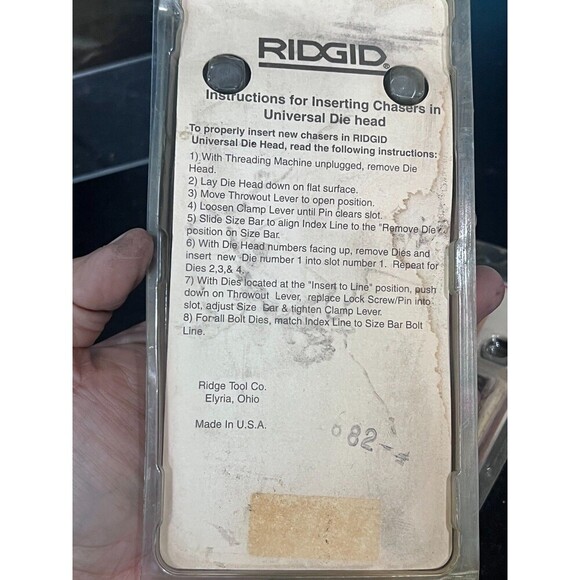 RIDGID®
Instructions for Inserting Chasers in
Universal Die head
To properly insert new chasers in RIDGID
Universal Die Head, read the following instructions:
1) With Threading Machine unplugged, remove Die
Head.
2) Lay Die Head down on flat surface.
3) Move Throwout Lever to open position.
4) Loosen Clamp Lever until Pin clears slot.
5) Slide Size Bar to align Index Line to the "Remove Die"
position on Size Bar.
6) With Die Head numbers facing up, remove Dies and
insert new Die number 1 into slot number 1. Repeat for
Dies 2,3,& 4.
7) With Dies located at the "Insert to Line" position, push
down on Throwout Lever, replace Lock Screw/Pin into
slot, adjust Size Bar & tighten Clamp Lever.
8) For all Bolt Dies, match Index Line to Size Bar Bolt
Line.
Ridge Tool Co.
Elyria, Ohio
Made In U.S.A.
682-